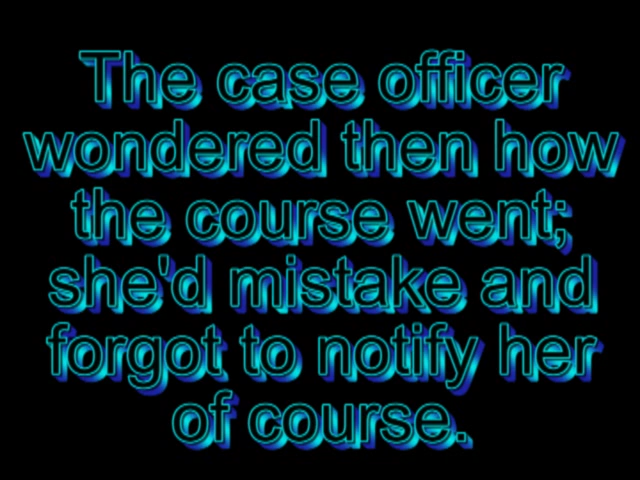 The case officer
wondered then how
the course went;
she'd mistake and
forgot to notify her
of course.